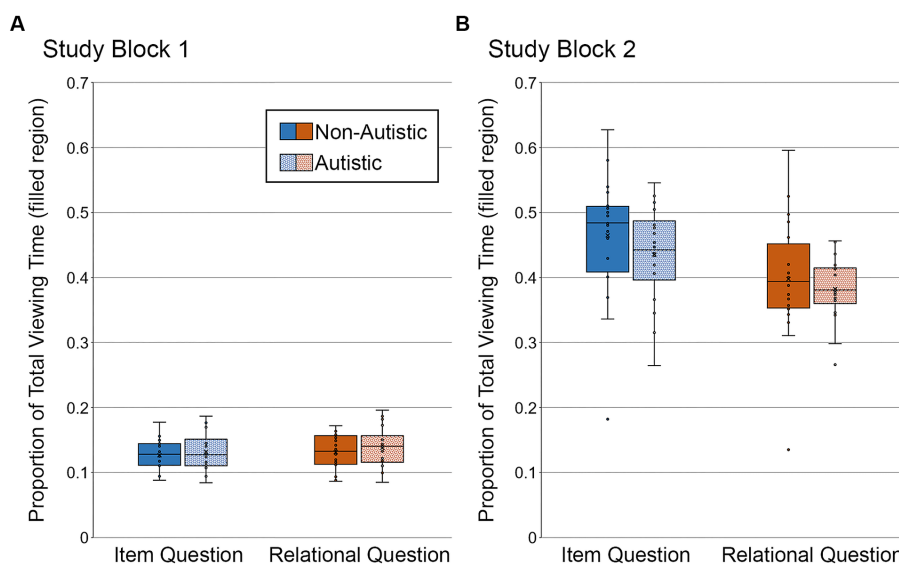 A
Study Block 1
Proportion of Total Viewing Time (filled region)
0.7
0.6
0.5
0.4
0.3
0.2
0.1
0
Non-Autistic
Autistic
Item Question
Relational Question
B
Study Block 2
Proportion of Total Viewing Time (filled region)
0.7
0.6
0.5
0.4
0.3
0.2
0.1
0
Item Question
Relational Question